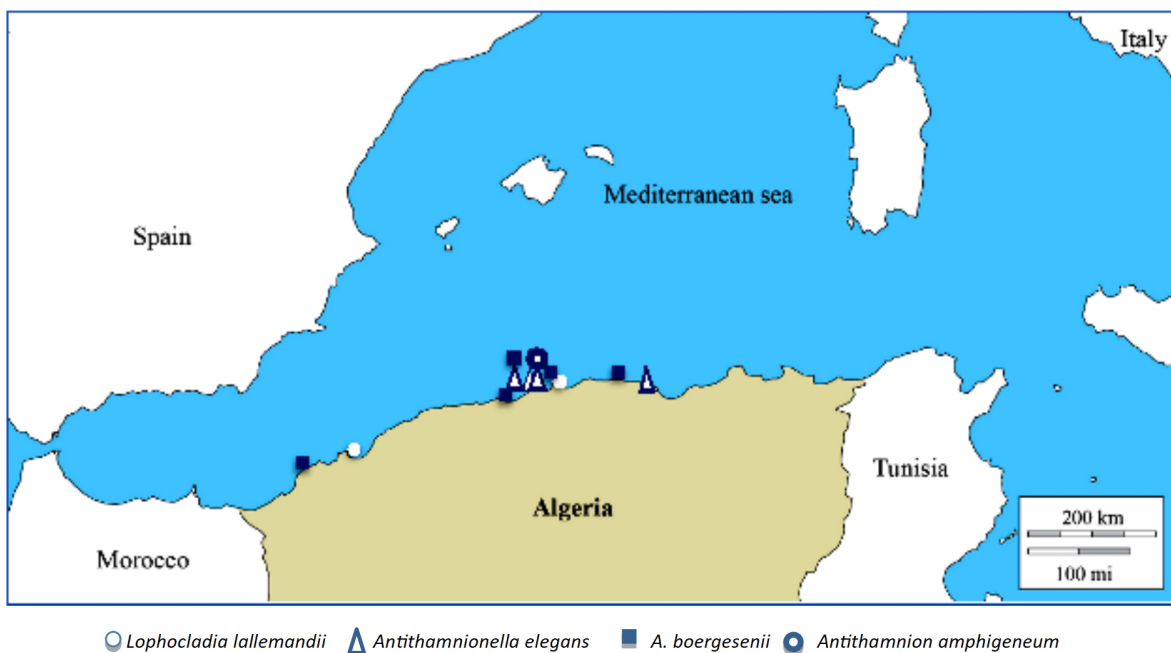 Italy
Mediterranean sea
Spain
Tunisia
Algeria
200 km
Morocco
100 mi
Lophocladia lallemandii Antithamnionella elegans A. boergesenii Antithamnion amphigeneum